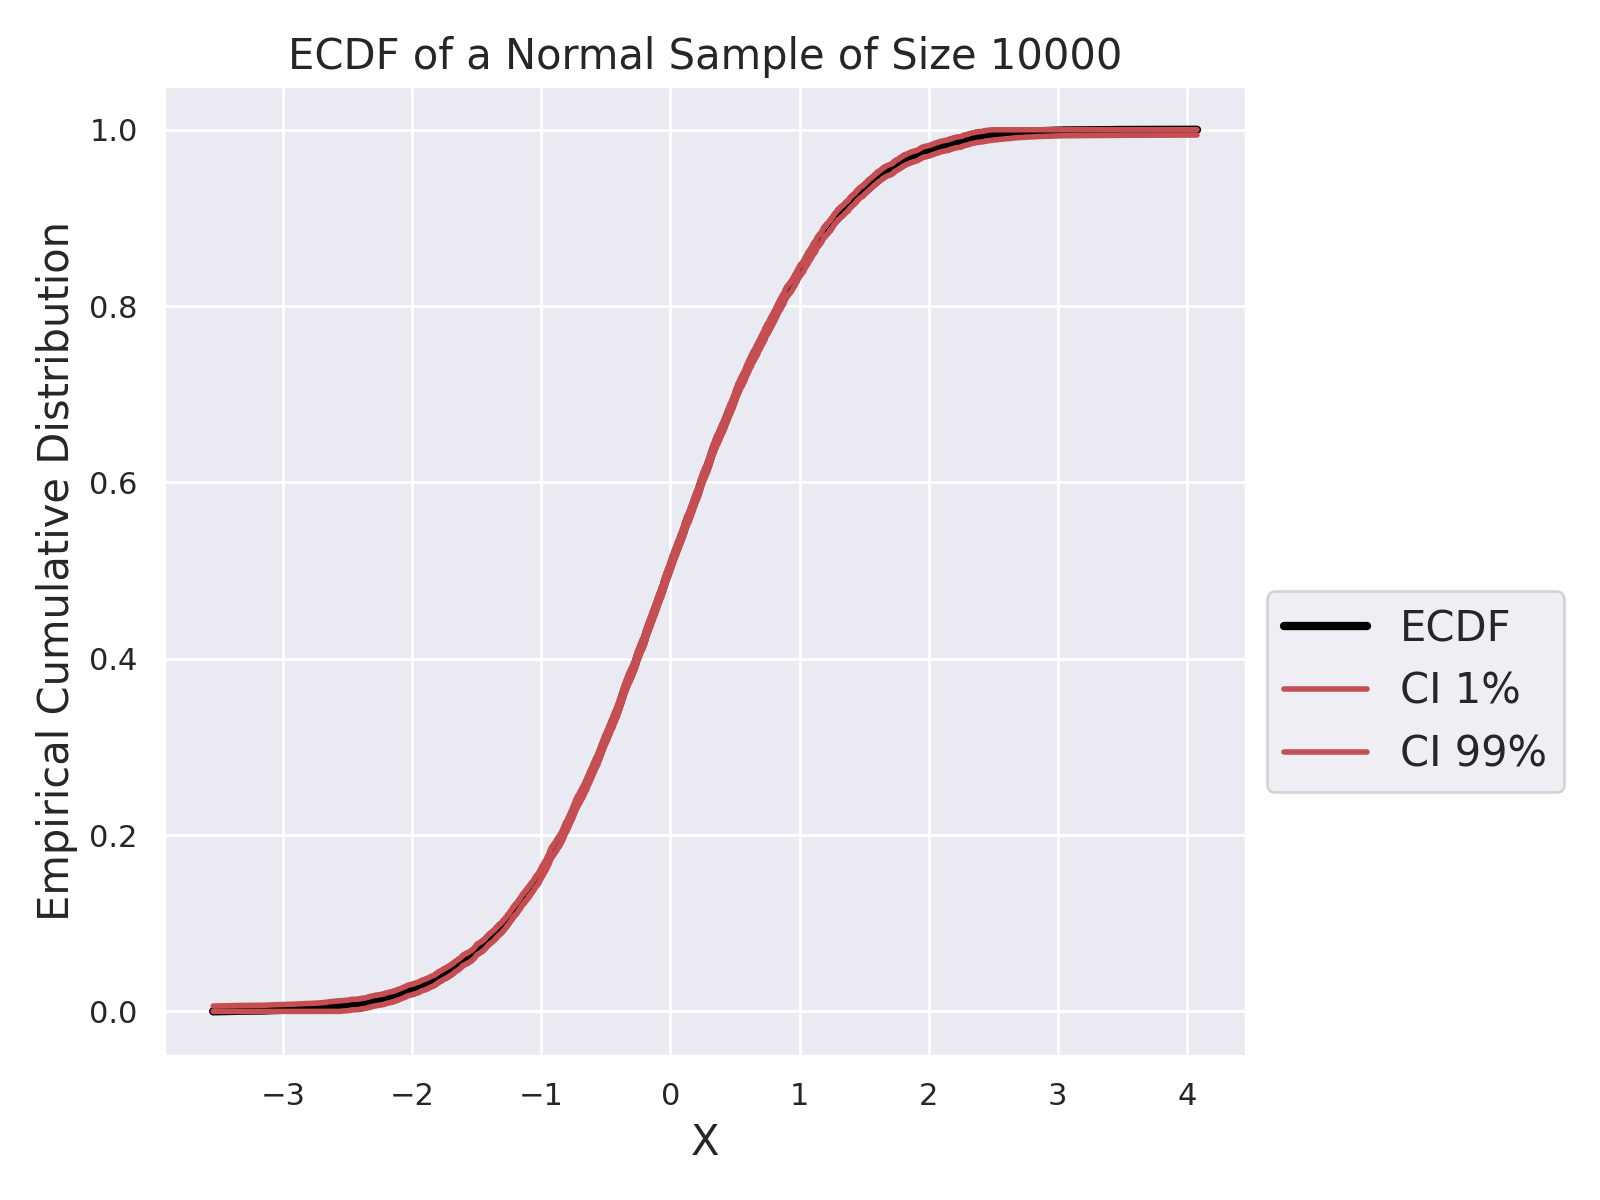 ECDF of a Normal Sample of Size 10000
Empirical Cumulative Distribution
1.0
0.8
0.6
0.4
0.2
0.0
−3
−2
−1
0
1
2
3
4
X
ECDF
CI 1%
CI 99%